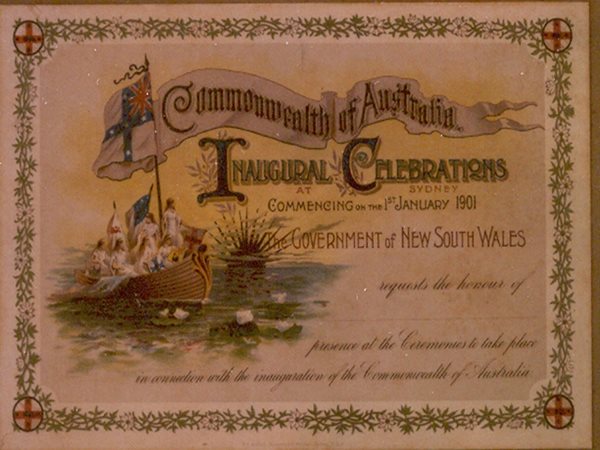 Commonwealth of Australia.
INAUGURAL CELEBRATIONS
AT SYDNEY
COMMENCING ON THE 1ST JANUARY 1901
The GOVERNMENT of NEW SOUTH WALES
requests the honour of
presence at the Ceremonies to take place
in connection with the inauguration of the Commonwealth of Australia